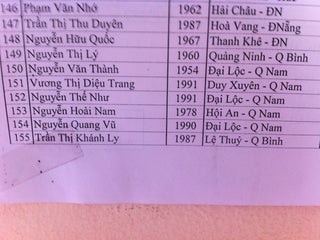 146 Phạm Văn Nhớ 1962 Hải Châu - ĐN
147 Trần Thị Thu Duyên 1987 Hoà Vang - ĐNẵng
148 Nguyễn Hữu Quốc 1967 Thanh Khê - ĐN
149 Nguyễn Thị Lý 1960 Quảng Ninh - Q Bình
150 Nguyễn Văn Thành 1954 Đại Lộc - Q Nam
151 Vương Thị Diệu Trang 1991 Duy Xuyên - Q Nam
152 Nguyễn Thế Như 1991 Đại Lộc - Q Nam
153 Nguyễn Hoài Nam 1978 Hội An - Q Nam
154 Nguyễn Quang Vũ 1990 Đại Lộc - Q Nam
155 Trần Thị Khánh Ly 1987 Lệ Thuỷ - Q Bình